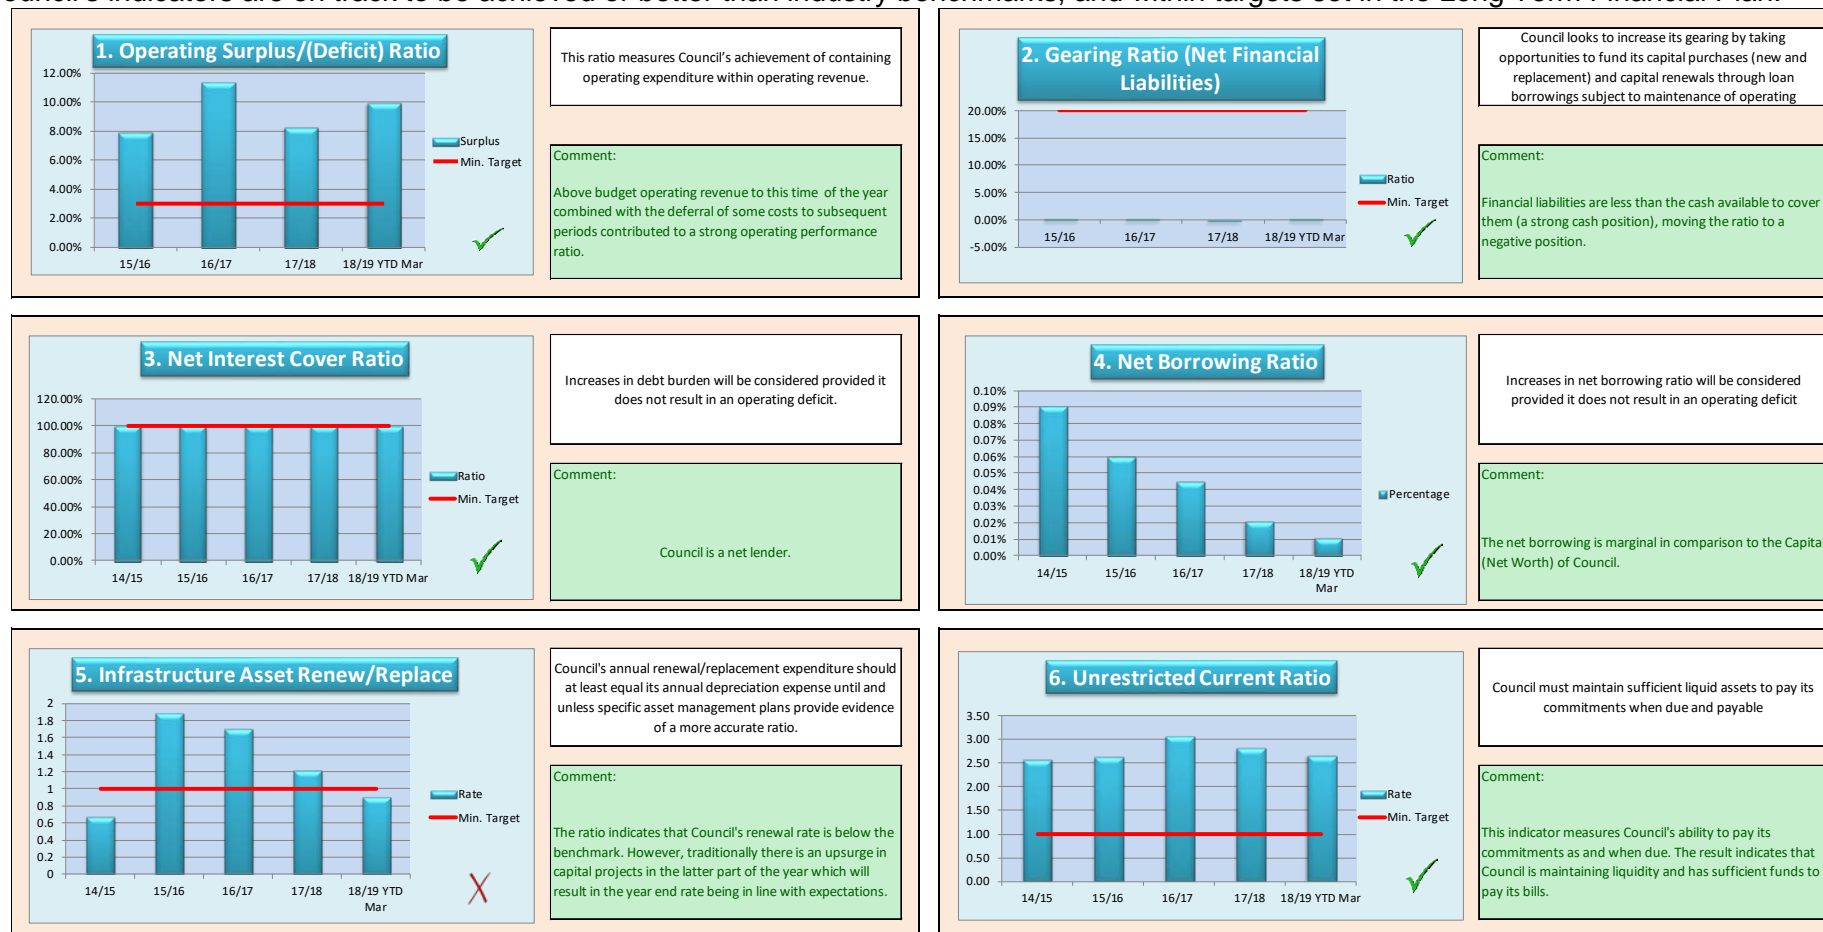 ouncil's indicators are on track to be achieved or better than industry benchmarks, and within targets set in the Long Term Financial Plan.
1. Operating Surplus/(Deficit) Ratio
12.00%
10.00%
8.00%
6.00%
4.00%
2.00%
0.00%
15/16
16/17
17/18
18/19 YTD Mar
Surplus
Min. Target
This ratio measures Council's achievement of containing
operating expenditure within operating revenue.
Comment:
Above budget operating revenue to this time of the year
combined with the deferral of some costs to subsequent
periods contributed to a strong operating performance
ratio.
2. Gearing Ratio (Net Financial
Liabilities)
20.00%
15.00%
10.00%
5.00%
0.00%
-5.00%
15/16
16/17
17/18
18/19 YTD Mar
Ratio
Min. Target
Council looks to increase its gearing by taking
opportunities to fund its capital purchases (new and
replacement) and capital renewals through loan
borrowings subject to maintenance of operating
Comment:
Financial liabilities are less than the cash available to cover
them (a strong cash position), moving the ratio to a
negative position.
3. Net Interest Cover Ratio
120.00%
100.00%
80.00%
60.00%
40.00%
20.00%
0.00%
14/15
15/16
16/17
17/18
18/19 YTD Mar
Ratio
Min. Target
Increases in debt burden will be considered provided it
does not result in an operating deficit.
Comment:
Council is a net lender.
4. Net Borrowing Ratio
0.10%
0.09%
0.08%
0.07%
0.06%
0.05%
0.04%
0.03%
0.02%
0.01%
0.00%
14/15
15/16
16/17
17/18
18/19 YTD
Mar
Percentage
Increases in net borrowing ratio will be considered
provided it does not result in an operating deficit
Comment:
The net borrowing is marginal in comparison to the Capita
(Net Worth) of Council.
5. Infrastructure Asset Renew/Replace
2
1.8
1.6
1.4
1.2
1
0.8
0.6
0.4
0.2
0
14/15
15/16
16/17
17/18
18/19 YTD
Mar
Rate
Min. Target
Council's annual renewal/replacement expenditure should
at least equal its annual depreciation expense until and
unless specific asset management plans provide evidence
of a more accurate ratio.
Comment:
The ratio indicates that Council's renewal rate is below the
benchmark. However, traditionally there is an upsurge in
capital projects in the latter part of the year which will
result in the year end rate being in line with expectations.
6. Unrestricted Current Ratio
3.50
3.00
2.50
2.00
1.50
1.00
0.50
0.00
14/15
15/16
16/17
17/18
18/19 YTD Mar
Rate
Min. Target
Council must maintain sufficient liquid assets to pay its
commitments when due and payable
Comment:
This indicator measures Council's ability to pay its
commitments as and when due. The result indicates that
Council is maintaining liquidity and has sufficient funds to
pay its bills.